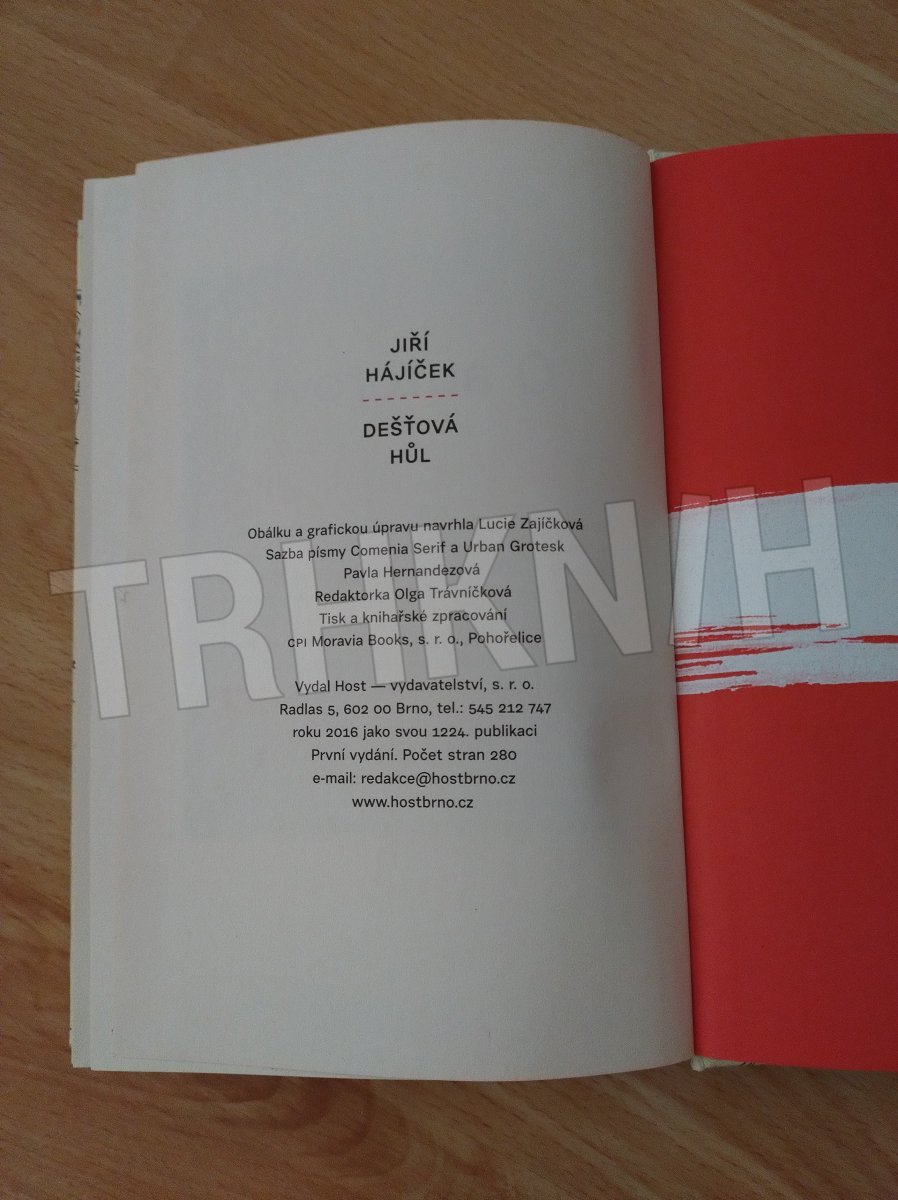 JIŘÍ
HÁJÍČEK
DEŠŤOVÁ
HŮL
Obálku a grafickou úpravu navrhla Lucie Zajíčková
Sazba písmy Comenia Serif a Urban Grotesk
Pavla Hernandezová
Redaktorka Olga Trávníčková
Tisk a knihařské zpracování
CPI Moravia Books, s. r. o., Pohořelice
Vydal Host — vydavatelství, s. r. o.
Radlas 5, 602 00 Brno, tel.: 545 212 747
roku 2016 jako svou 1224. publikaci
První vydání. Počet stran 280
e-mail: redakce@hostbrno.cz
www.hostbrno.cz
TRHKNIH